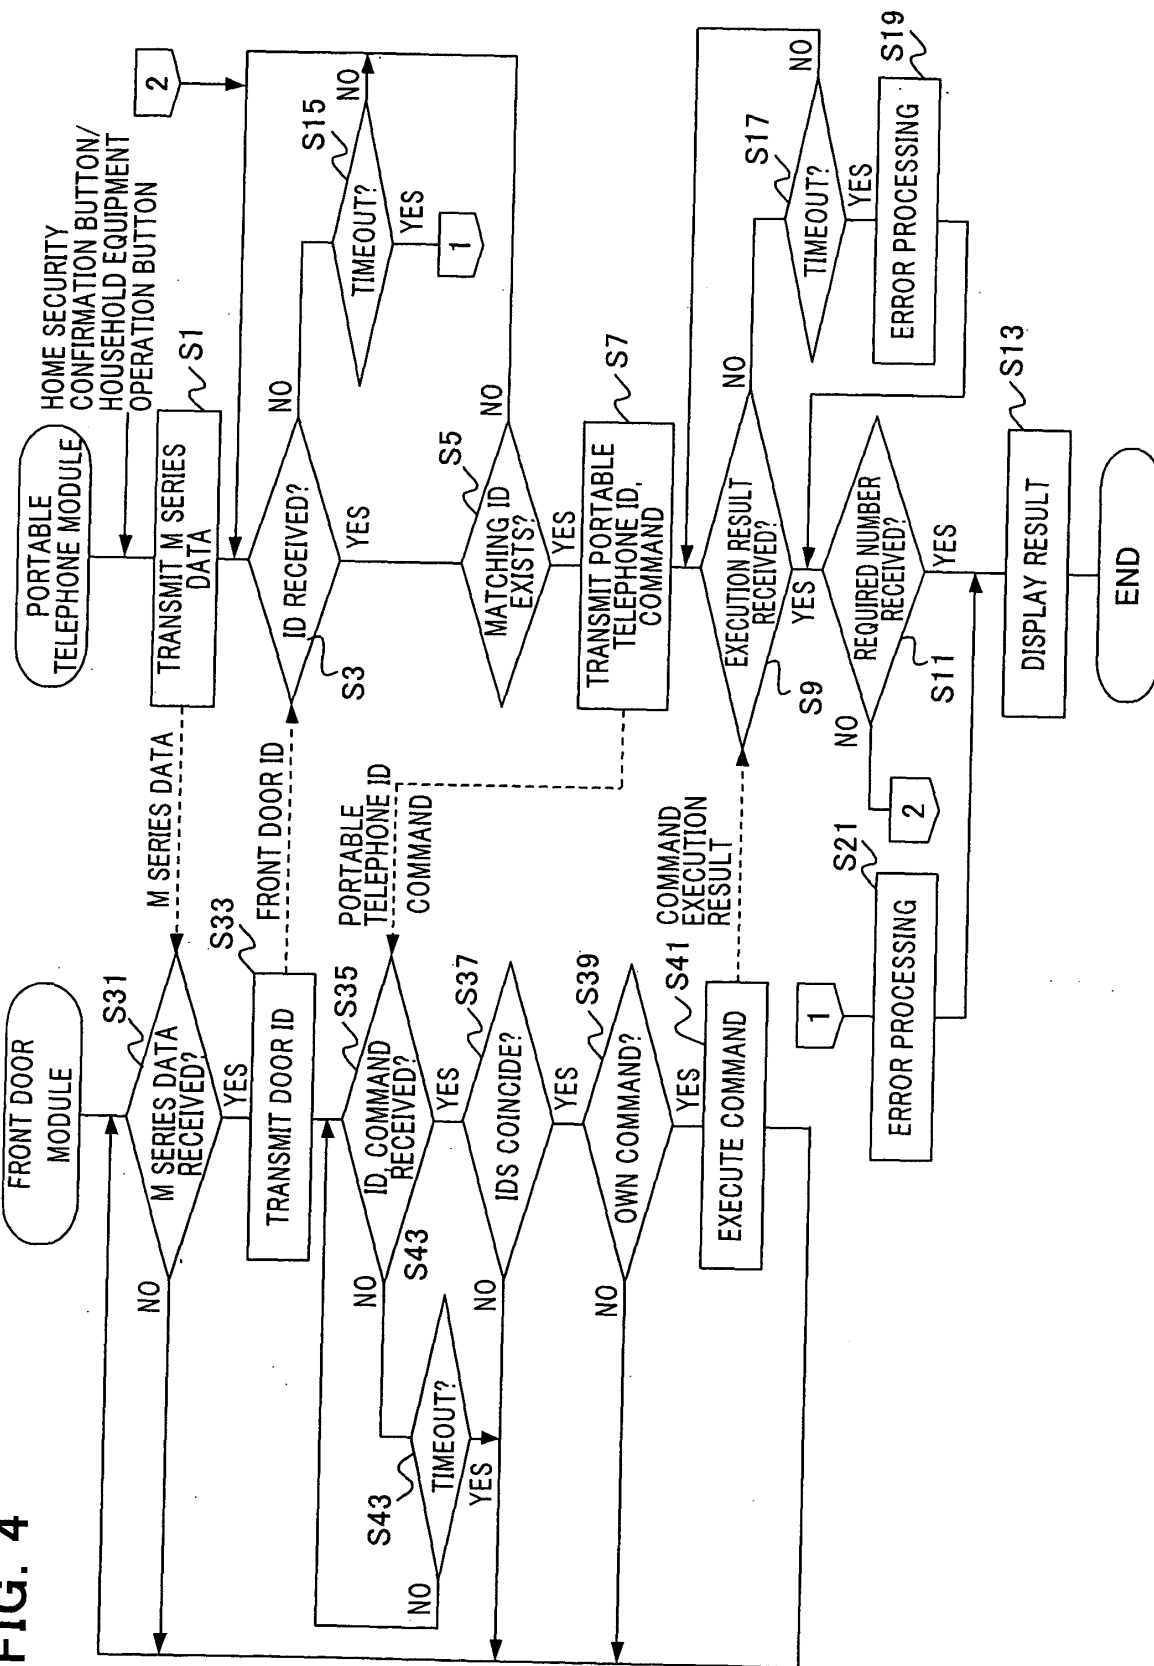 FIG. 4
FRONT DOOR
MODULE
S31
M SERIES DATA
RECEIVED?
NO
YES
S33
TRANSMIT DOOR ID
S35
ID, COMMAND
RECEIVED?
NO
S43
YES
S43
TIMEOUT?
NO
YES
S37
IDS COINCIDE?
NO
YES
S39
OWN COMMAND?
NO
YES
S41
EXECUTE COMMAND
M SERIES DATA
FRONT DOOR ID
PORTABLE
TELEPHONE ID
COMMAND
COMMAND
EXECUTION
RESULT
PORTABLE
TELEPHONE MODULE
HOME SECURITY
CONFIRMATION BUTTON/
HOUSEHOLD EQUIPMENT
OPERATION BUTTON
S1
TRANSMIT M SERIES
DATA
2
S3
ID RECEIVED?
NO
YES
S15
TIMEOUT?
NO
YES
1
S5
MATCHING ID
EXISTS?
NO
YES
S7
TRANSMIT PORTABLE
TELEPHONE ID,
COMMAND
S9
EXECUTION RESULT
RECEIVED?
NO
YES
S17
TIMEOUT?
NO
YES
S19
ERROR PROCESSING
S11
REQUIRED NUMBER
RECEIVED?
NO
YES
2
1
S21
ERROR PROCESSING
S13
DISPLAY RESULT
END